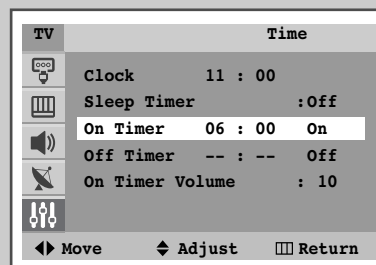 TV Time
Clock 11 : 00
Sleep Timer :Off
On Timer 06 : 00 On
Off Timer -- : -- Off
On Timer Volume : 10
Move Adjust Return